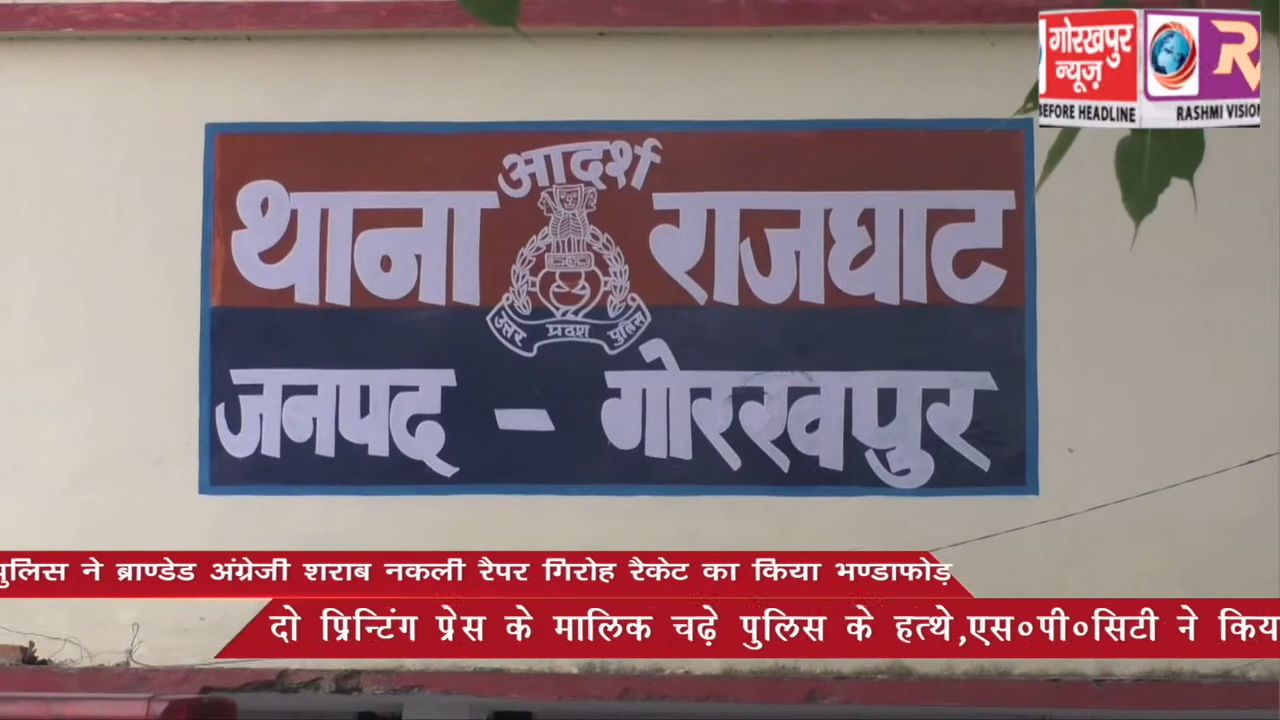 गोरखपुर
न्यूज़
BEFORE HEADLINE
RV
RASHMI VISION
आदर्श
थाना राजघाट
उत्तर प्रदेश पुलिस
जनपद - गोरखपुर
पुलिस ने ब्राण्डेड अंग्रेजी शराब नकली रैपर गिरोह रैकेट का किया भण्डाफोड़
दो प्रिन्टिंग प्रेस के मालिक चढ़े पुलिस के हत्थे,एस०पी०सिटी ने किय